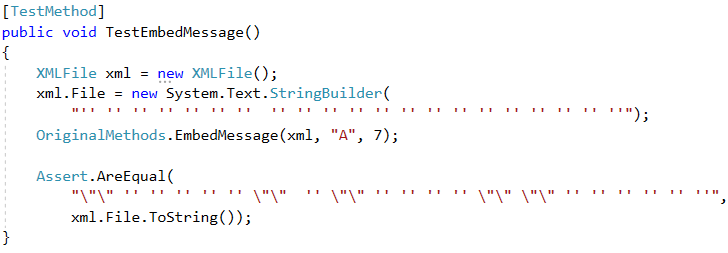 [TestMethod]
public void TestEmbedMessage()
{
XMLFile xml = new XMLFile();
xml.File = new System.Text.StringBuilder(
"'' '' '' '' '' '' ''  '' '' '' '' '' '' '' '' '' '' '' '' '' ''");
OriginalMethods.EmbedMessage(xml, "A", 7);
Assert.AreEqual(
"\"\" '' '' '' '' '' \"\"  '' \"\" '' '' '' '' \"\" \"\" '' '' '' '' '' ''",
xml.File.ToString());
}